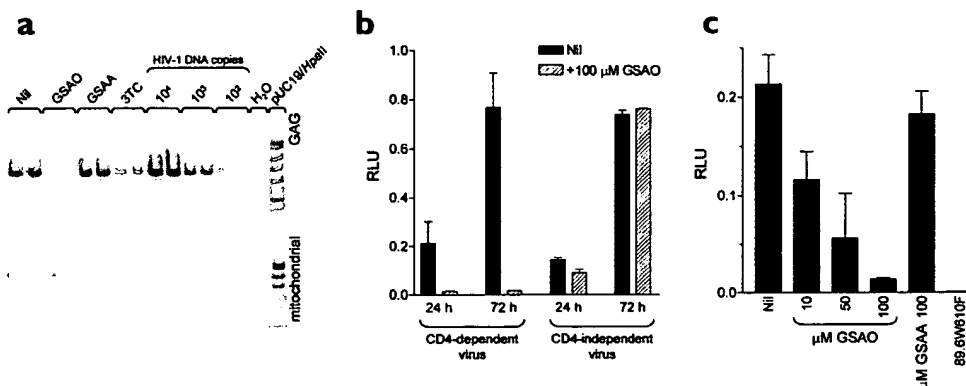 a
HIV-1 DNA copies
Nil GSAO GSAA 3TC 10⁴ 10³ 10² H₂O pUC19/HpaII
GAG
mitochondrial
b
RLU
1.0
0.8
0.6
0.4
0.2
0.0
Nil
+100 μM GSAO
24 h 72 h 24 h 72 h
CD4-dependent virus
CD4-independent virus
c
RLU
0.2
0.1
0.0
Nil 10 50 100 μM GSAA 100 89.6W610F
μM GSAO